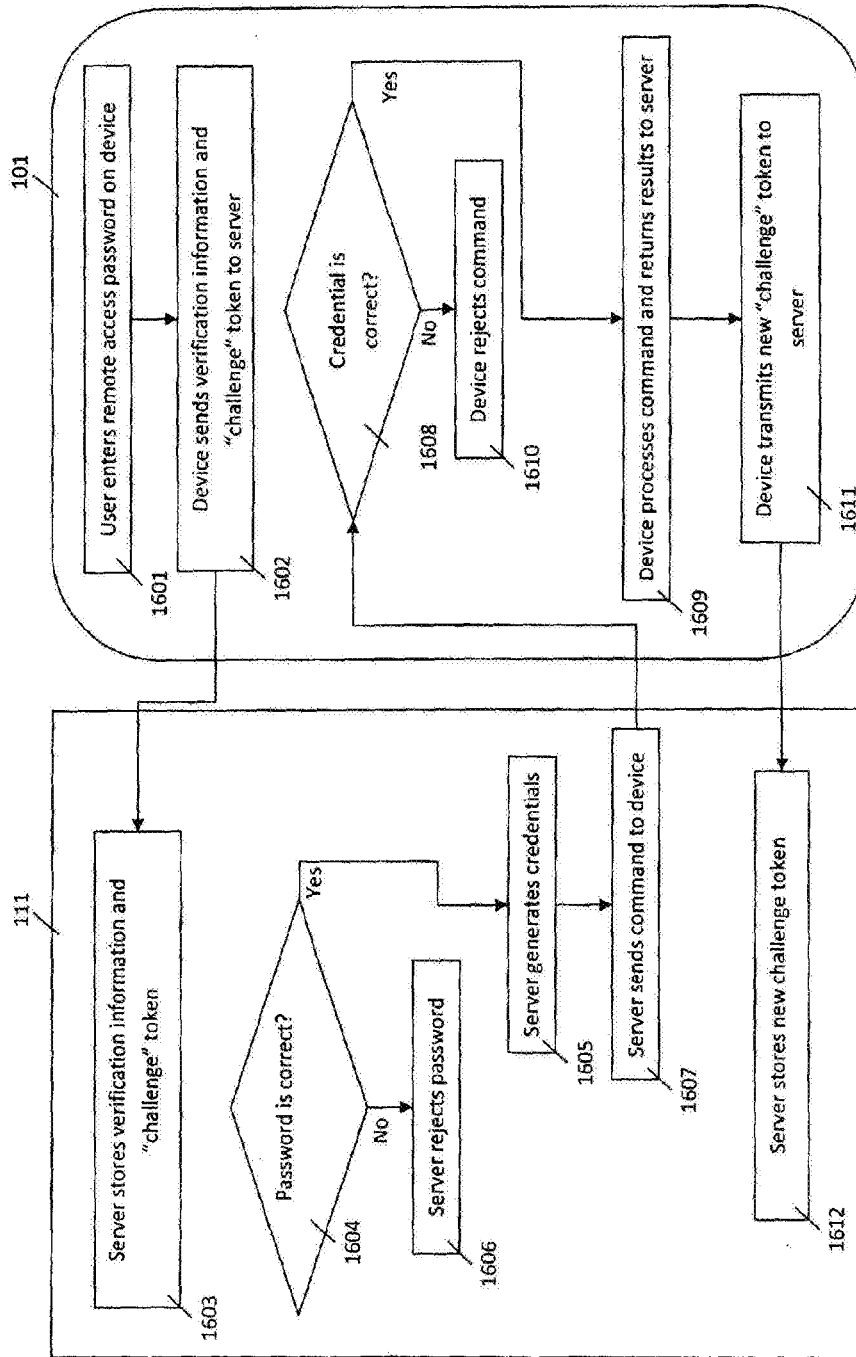 111
Server stores verification information and
“challenge” token
1603
Password is correct?
1604
Yes
No
Server rejects password
1606
Server generates credentials
1605
Server sends command to device
1607
Server stores new challenge token
1612
101
User enters remote access password on device
1601
Device sends verification information and
“challenge” token to server
1602
Credential is
correct?
1608
Yes
No
Device rejects command
1610
Device processes command and returns results to server
1609
Device transmits new “challenge” token to
server
1611